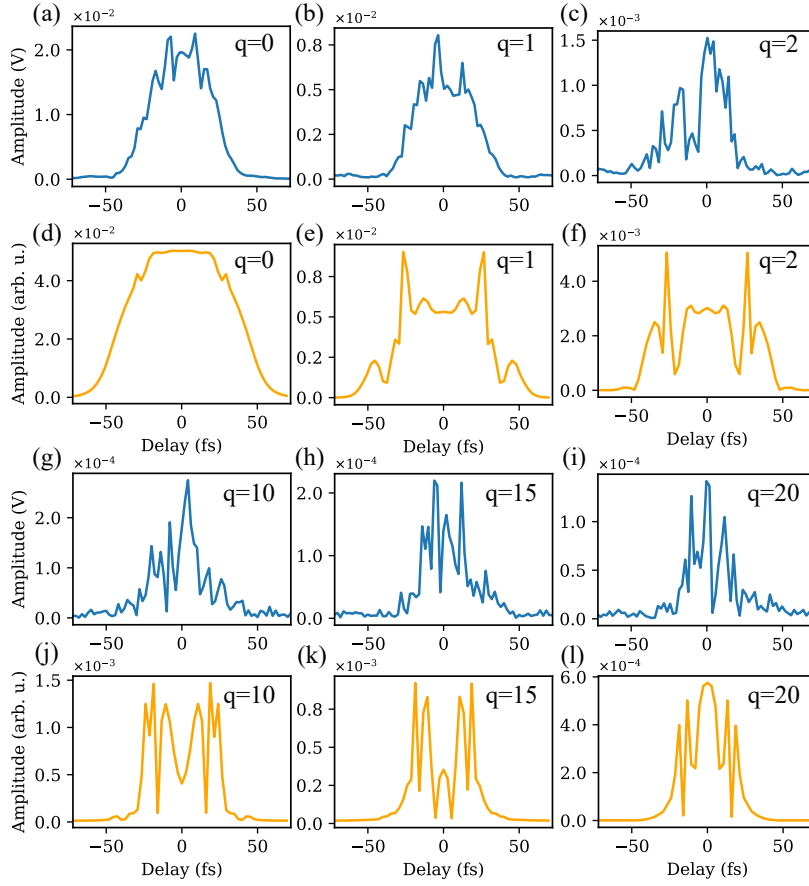 (a) (b) (c)
×10⁻² ×10⁻² ×10⁻³
q=0 q=1 q=2
Amplitude (V)
2.0 1.0 0.0
0.8 0.5 0.2 0.0
1.5 1.0 0.5 0.0
−50 0 50 −50 0 50 −50 0 50
(d) (e) (f)
×10⁻² ×10⁻² ×10⁻³
q=0 q=1 q=2
Amplitude (arb. u.)
4.0 2.0 0.0
0.8 0.5 0.2 0.0
4.0 2.0 0.0
−50 0 50 −50 0 50 −50 0 50
Delay (fs) Delay (fs) Delay (fs)
(g) (h) (i)
×10⁻⁴ ×10⁻⁴ ×10⁻⁴
q=10 q=15 q=20
Amplitude (V)
2.0 1.0 0.0
2.0 1.0 0.0
1.0 0.5 0.0
−50 0 50 −50 0 50 −50 0 50
(j) (k) (l)
×10⁻³ ×10⁻³ ×10⁻⁴
q=10 q=15 q=20
Amplitude (arb. u.)
1.5 1.0 0.5 0.0
0.8 0.5 0.2 0.0
6.0 4.0 2.0 0.0
−50 0 50 −50 0 50 −50 0 50
Delay (fs) Delay (fs) Delay (fs)